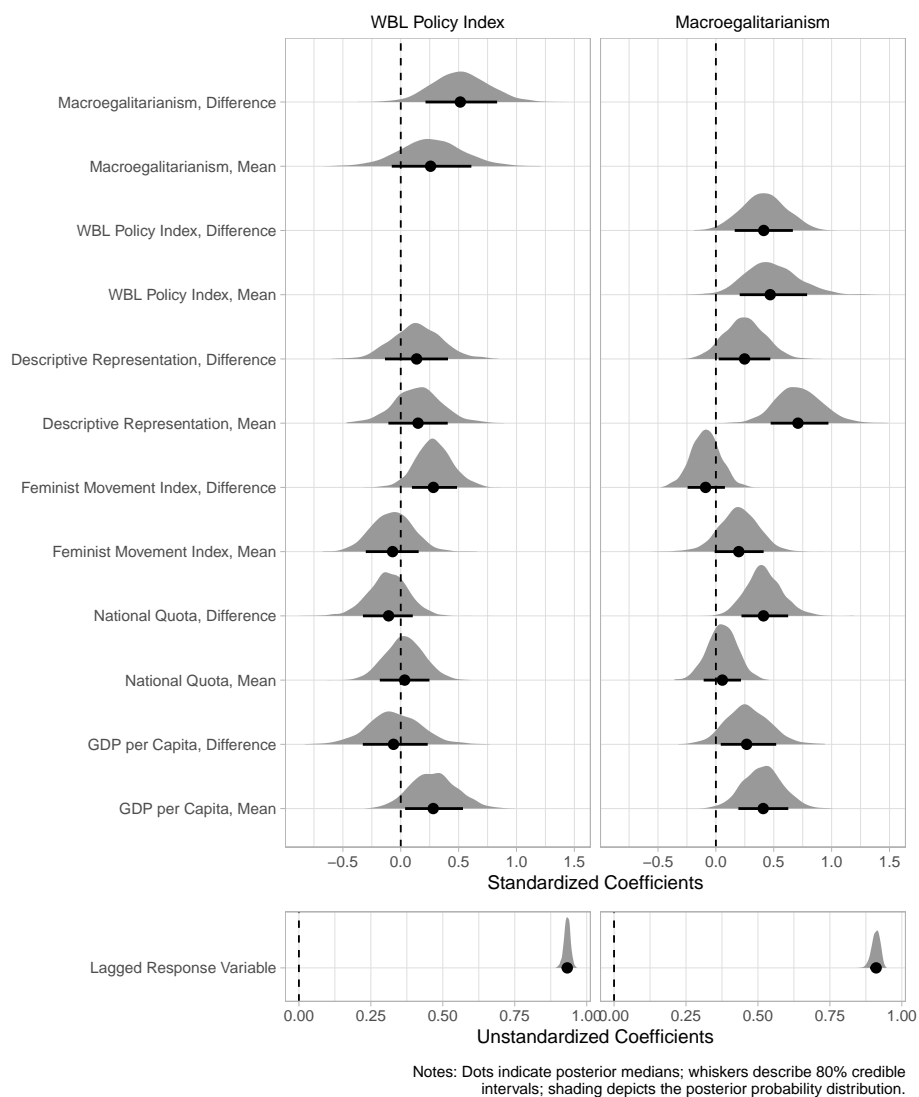 WBL Policy Index
Macroegalitarianism
Macroegalitarianism, Difference
Macroegalitarianism, Mean
WBL Policy Index, Difference
WBL Policy Index, Mean
Descriptive Representation, Difference
Descriptive Representation, Mean
Feminist Movement Index, Difference
Feminist Movement Index, Mean
National Quota, Difference
National Quota, Mean
GDP per Capita, Difference
GDP per Capita, Mean
−0.5 0.0 0.5 1.0 1.5 −0.5 0.0 0.5 1.0 1.5
Standardized Coefficients
Lagged Response Variable
0.00 0.25 0.50 0.75 1.00 0.00 0.25 0.50 0.75 1.00
Unstandardized Coefficients
Notes: Dots indicate posterior medians; whiskers describe 80% credible
intervals; shading depicts the posterior probability distribution.